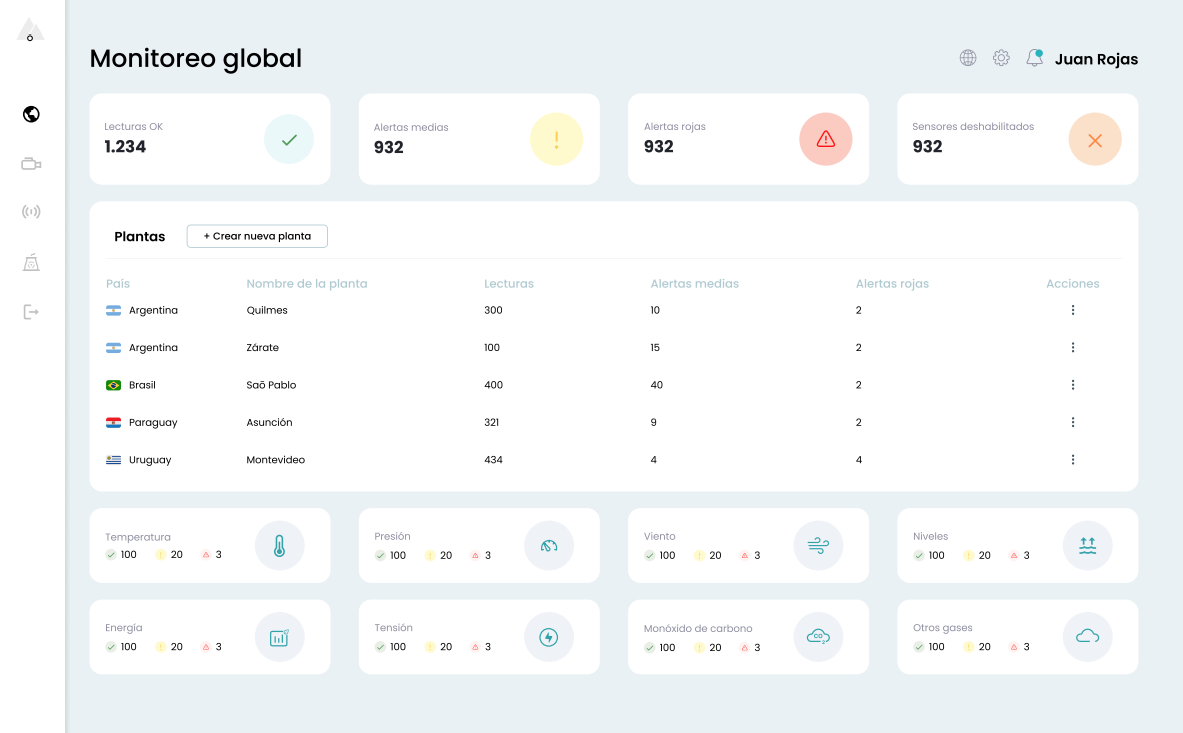 Monitoreo global
Juan Rojas
Lecturas OK
1.234
Alertas medias
932
Alertas rojas
932
Sensores deshabilitados
932
Plantas
+ Crear nueva planta
País Nombre de la planta Lecturas Alertas medias Alertas rojas Acciones
Argentina Quilmes 300 10 2
Argentina Zárate 100 15 2
Brasil Saõ Pablo 400 40 2
Paraguay Asunción 321 9 2
Uruguay Montevideo 434 4 4
Temperatura
100 20 3
Presión
100 20 3
Viento
100 20 3
Niveles
100 20 3
Energía
100 20 3
Tensión
100 20 3
Monóxido de carbono
100 20 3
CO2
Otros gases
100 20 3